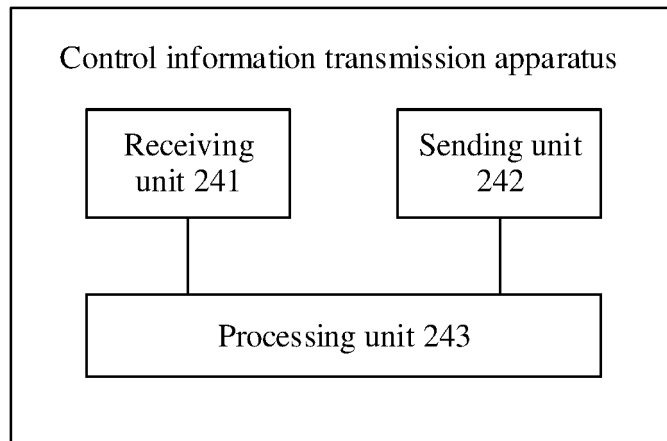 Control information transmission apparatus
Receiving
unit 241
Sending unit
242
Processing unit 243